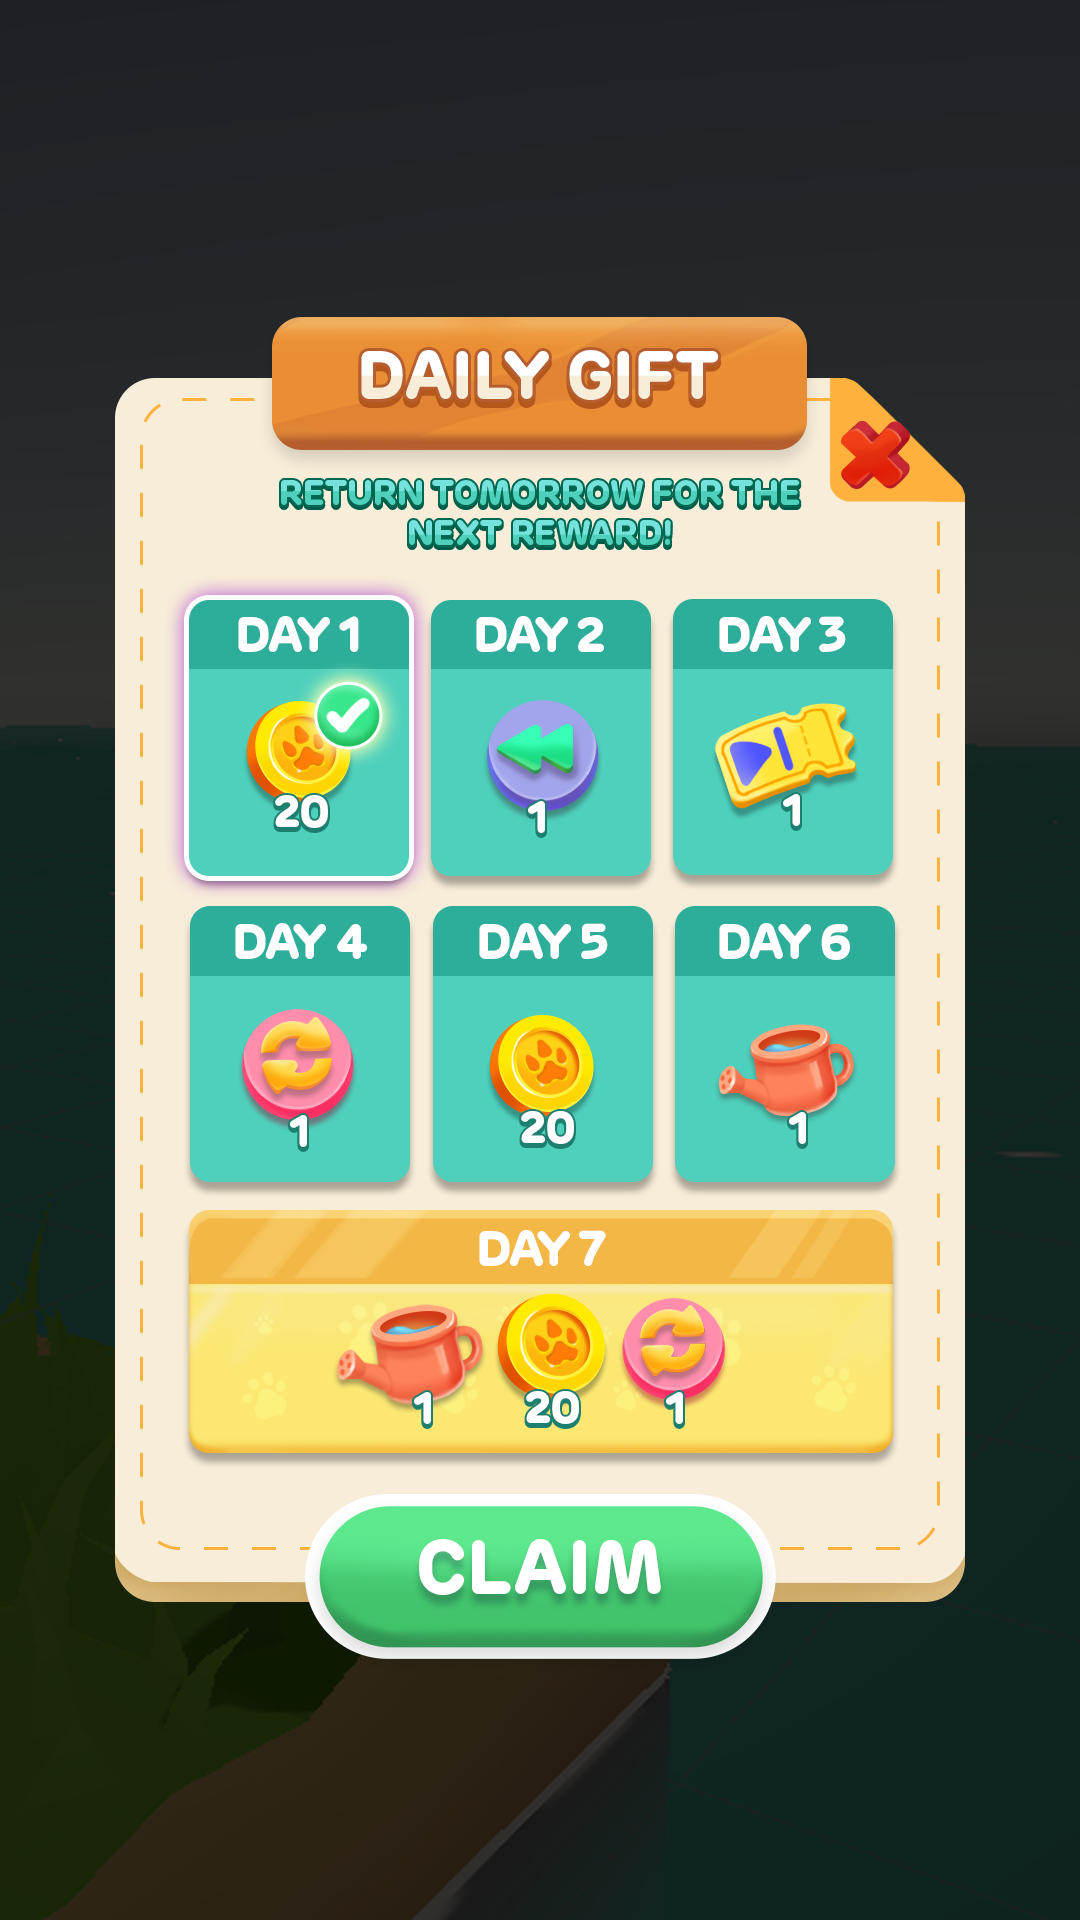 DAILY GIFT
RETURN TOMORROW FOR THE
NEXT REWARD!
DAY 1
DAY 2
DAY 3
20
1
1
DAY 4
DAY 5
DAY 6
1
20
1
DAY 7
1
20
1
CLAIM